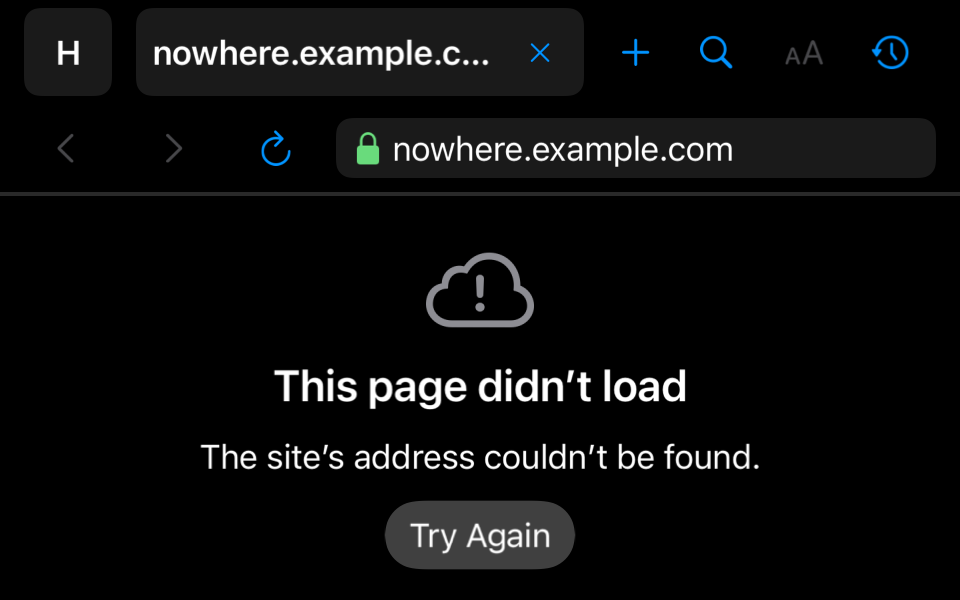 H
nowhere.example.c...
AA
nowhere.example.com
This page didn’t load
The site’s address couldn’t be found.
Try Again